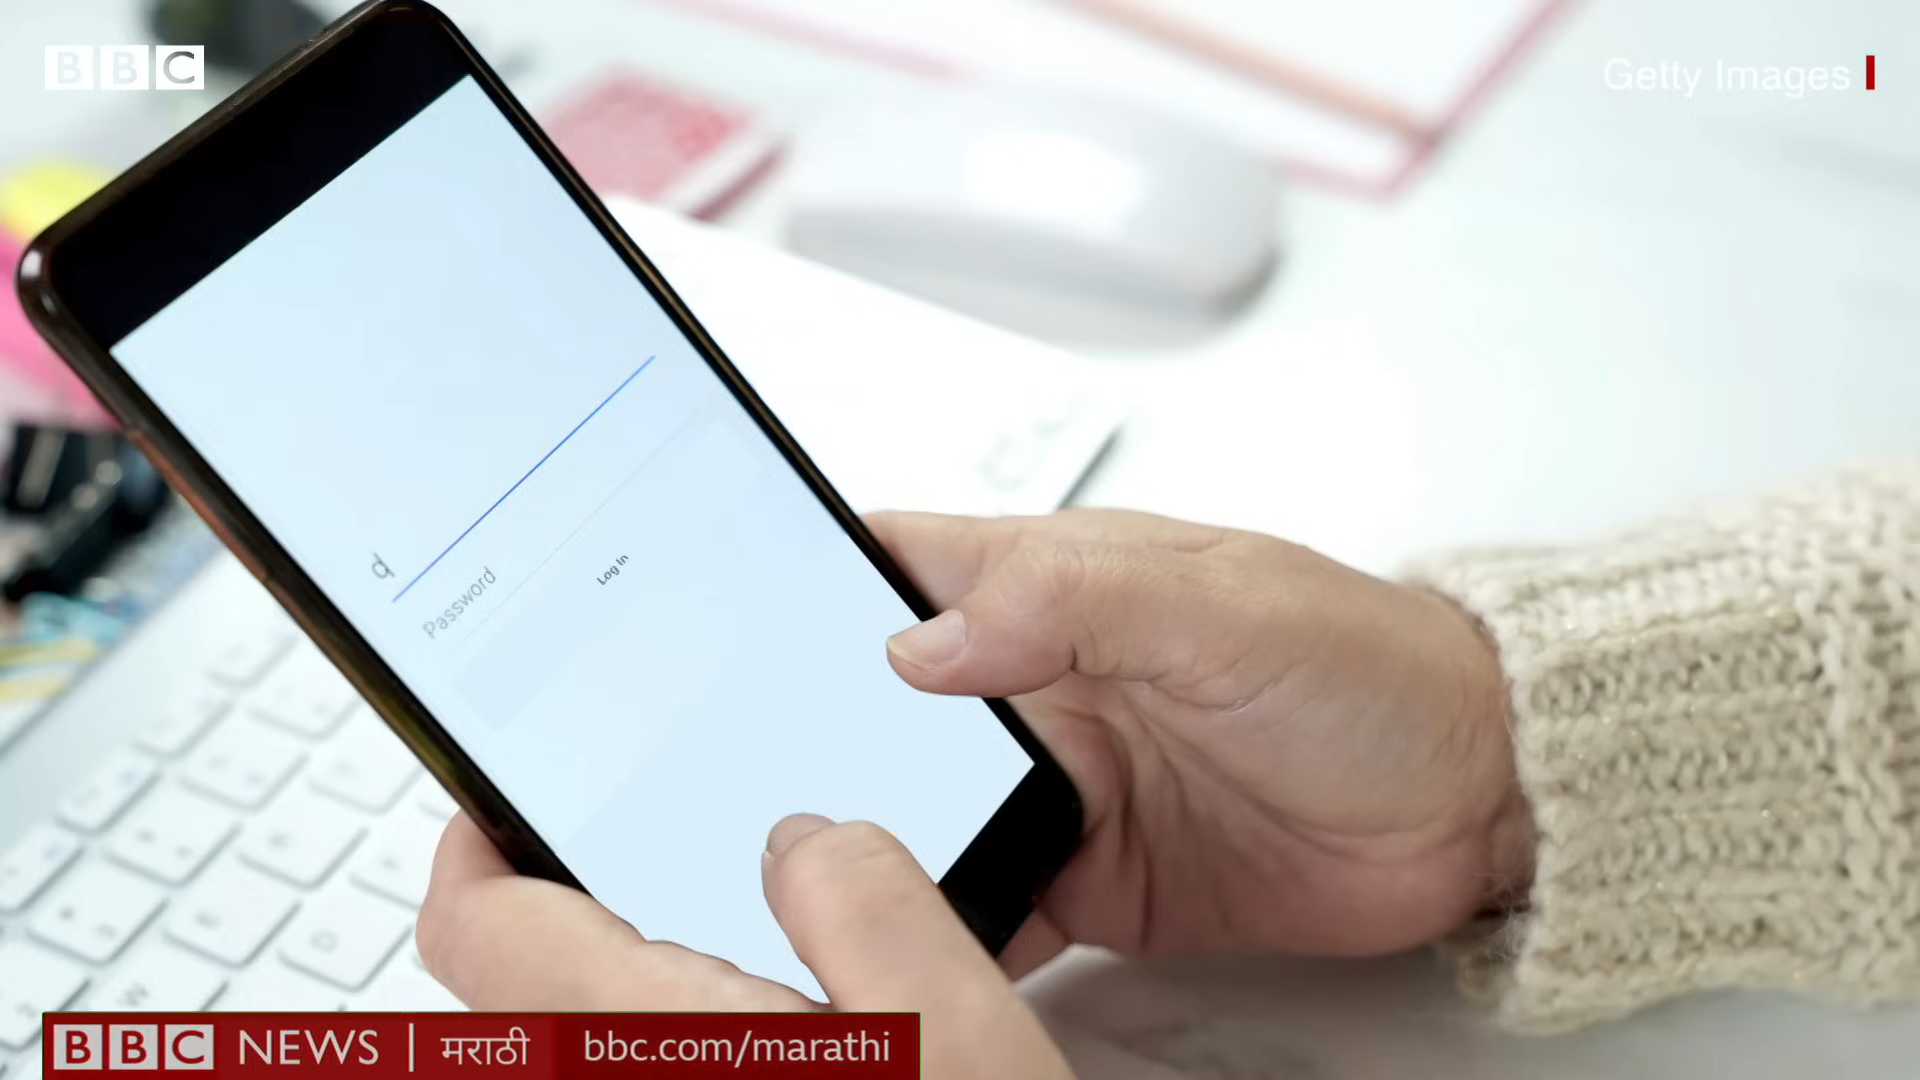 BBC
Getty Images
d
Password
Log In
BBC NEWS | मराठी bbc.com/marathi